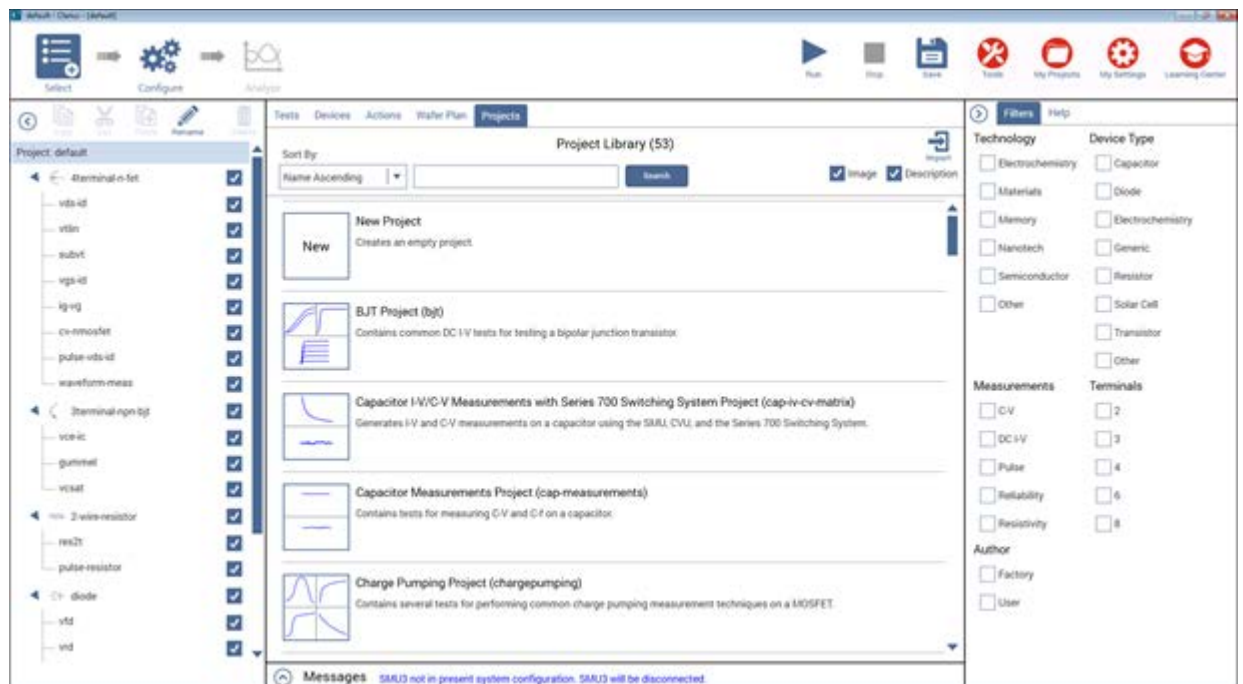 default - Clarius - [default]
Select
Configure
Analyze
Run
Stop
Save
Tools
My Projects
My Settings
Learning Center
Rename
Project: default
4terminal-n-fet
vds-id
vtlin
subvt
vgs-id
ig-vg
cv-nmosfet
pulse-vds-id
waveform-meas
3terminal-npn-bjt
vce-ic
gummel
vcsat
2-wire-resistor
res2t
pulse-resistor
diode
vfd
vrd
Tests Devices Actions Wafer Plan Projects
Project Library (53)
Import
Sort By:
Name Ascending
Search
Image
Description
New
New Project
Creates an empty project.
BJT Project (bjt)
Contains common DC I-V tests for testing a bipolar junction transistor.
Capacitor I-V/C-V Measurements with Series 700 Switching System Project (cap-iv-cv-matrix)
Generates I-V and C-V measurements on a capacitor using the SMU, CVU, and the Series 700 Switching System.
Capacitor Measurements Project (cap-measurements)
Contains tests for measuring C-V and C-f on a capacitor.
Charge Pumping Project (chargepumping)
Contains several tests for performing common charge pumping measurement techniques on a MOSFET.
Messages SMU3 not in present system configuration. SMU3 will be disconnected.
Filters Help
Technology
Electrochemistry
Materials
Memory
Nanotech
Semiconductor
Other
Device Type
Capacitor
Diode
Electrochemistry
Generic
Resistor
Solar Cell
Transistor
Other
Measurements
C-V
DC I-V
Pulse
Reliability
Resistivity
Terminals
2
3
4
6
8
Author
Factory
User